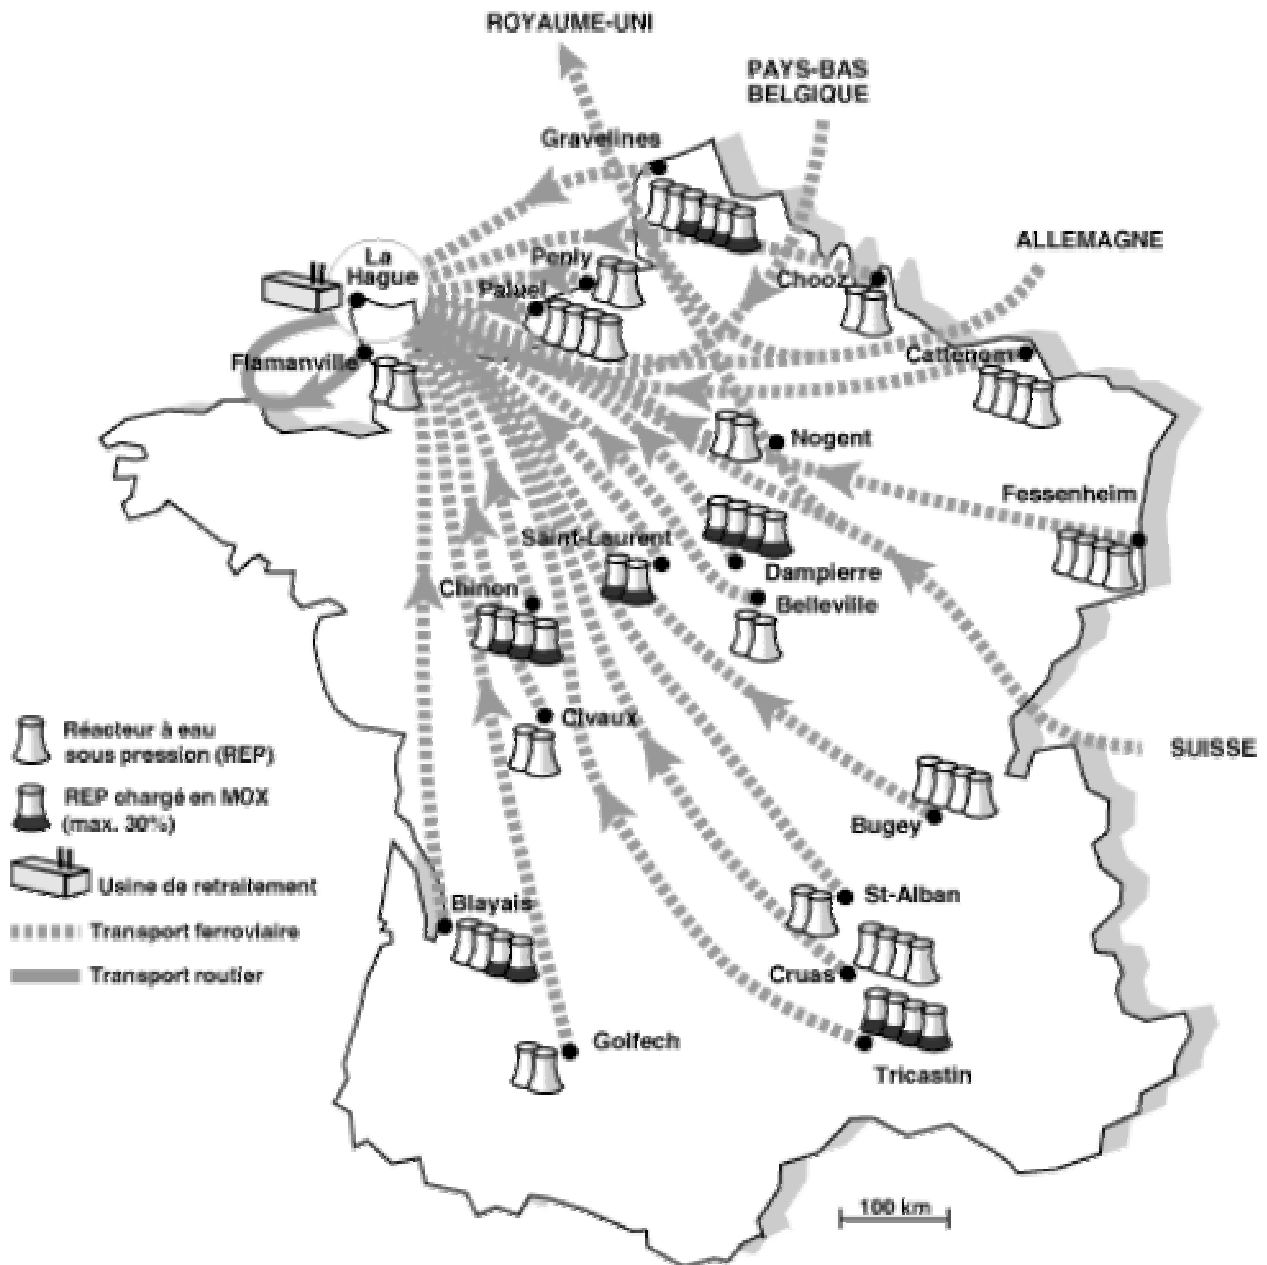 ROYAUME-UNI
PAYS-BAS
BELGIQUE
Gravelines
ALLEMAGNE
La
Hague
Penly
Paluel
Chooz
Flamanville
Cattenom
Nogent
Fessenheim
Saint-Laurent
Dampierre
Chinon
Belleville
Civaux
SUISSE
Réacteur à eau
sous pression (REP)
REP chargé en MOX
(max. 30%)
Usine de retraitement
Transport ferroviaire
Transport routier
Bugey
St-Alban
Blayais
Cruas
Golfech
Tricastin
100 km